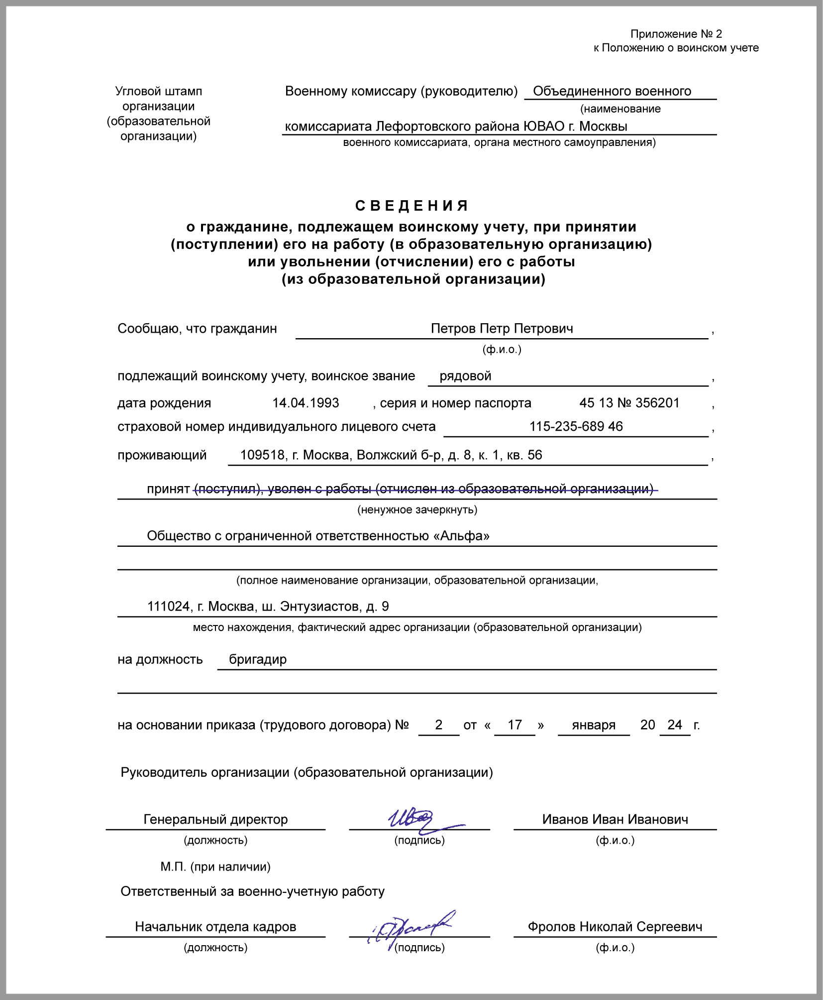 Приложение № 2
к Положению о воинском учете
Угловой штамп
организации
(образовательной
организации)
Военному комиссару (руководителю) Объединенного военного
(наименование
комиссариата Лефортовского района ЮВАО г. Москвы
военного комиссариата, органа местного самоуправления)
С В Е Д Е Н И Я
о гражданине, подлежащем воинскому учету, при принятии
(поступлении) его на работу (в образовательную организацию)
или увольнении (отчислении) его с работы
(из образовательной организации)
Сообщаю, что гражданин Петров Петр Петрович ,
(ф.и.о.)
подлежащий воинскому учету, воинское звание рядовой ,
дата рождения 14.04.1993 , серия и номер паспорта 45 13 № 356201 ,
страховой номер индивидуального лицевого счета 115-235-689 46 ,
проживающий 109518, г. Москва, Волжский б-р, д. 8, к. 1, кв. 56 ,
принят (поступил), уволен с работы (отчислен из образовательной организации)
(ненужное зачеркнуть)
Общество с ограниченной ответственностью «Альфа»
(полное наименование организации, образовательной организации,
111024, г. Москва, ш. Энтузиастов, д. 9
место нахождения, фактический адрес организации (образовательной организации)
на должность бригадир
на основании приказа (трудового договора) № 2 от « 17 » января 20 24 г.
Руководитель организации (образовательной организации)
Генеральный директор Иванов Иван Иванович
(должность) (подпись) (ф.и.о.)
М.П. (при наличии)
Ответственный за военно-учетную работу
Начальник отдела кадров Фролов Николай Сергеевич
(должность) (подпись) (ф.и.о.)